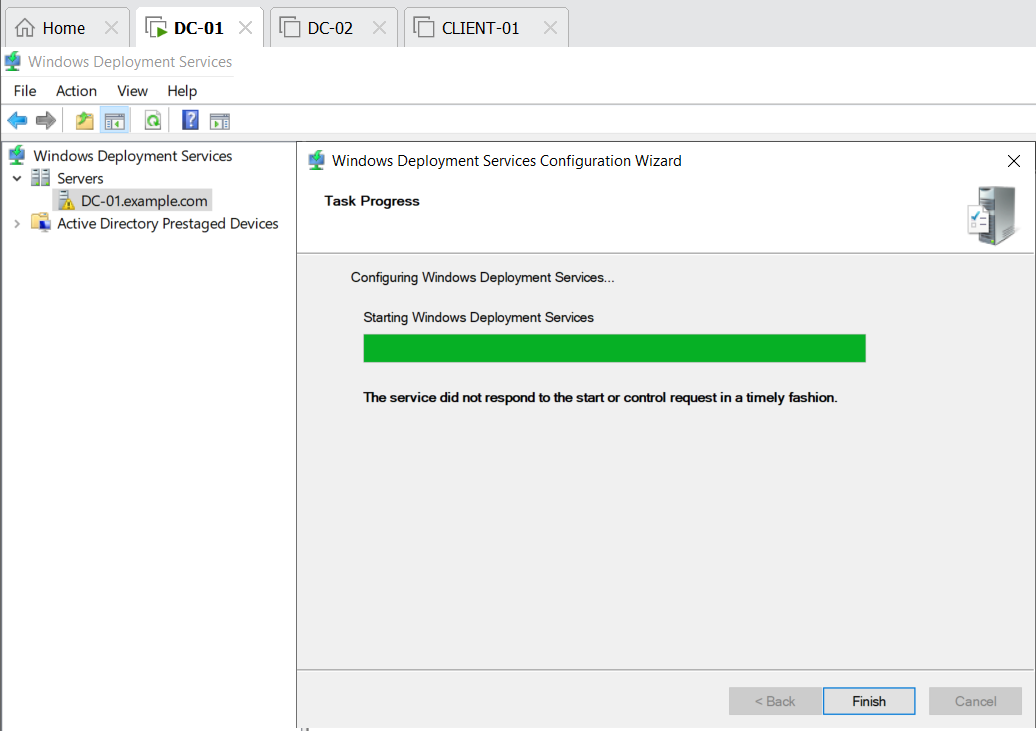 Home
DC-01
DC-02
CLIENT-01
Windows Deployment Services
File Action View Help
Windows Deployment Services
Servers
DC-01.example.com
Active Directory Prestaged Devices
Windows Deployment Services Configuration Wizard
Task Progress
Configuring Windows Deployment Services...
Starting Windows Deployment Services
The service did not respond to the start or control request in a timely fashion.
< Back
Finish
Cancel